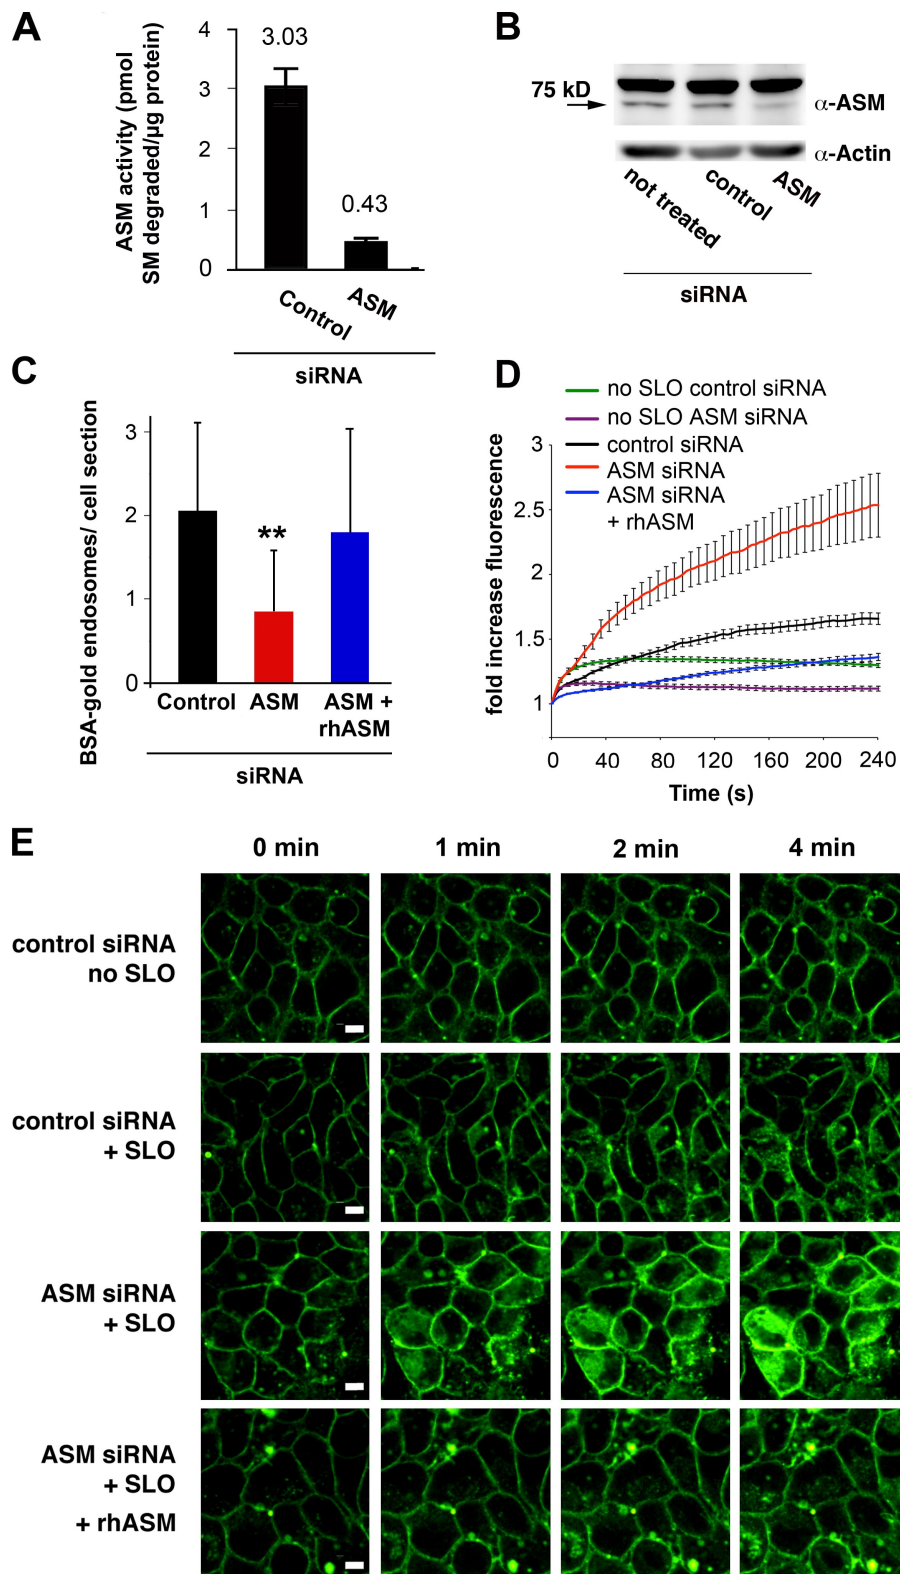 A
ASM activity (pmol
SM degraded/µg protein)
4
3
2
1
0
3.03
0.43
Control
ASM
siRNA
B
75 kD
α-ASM
α-Actin
not treated
control
ASM
siRNA
C
BSA-gold endosomes/ cell section
3
2
1
0
**
Control
ASM
ASM +
rhASM
siRNA
D
no SLO control siRNA
no SLO ASM siRNA
control siRNA
ASM siRNA
ASM siRNA
+ rhASM
fold increase fluorescence
3
2.5
2
1.5
1
0 40 80 120 160 200 240
Time (s)
E
0 min 1 min 2 min 4 min
control siRNA
no SLO
control siRNA
+ SLO
ASM siRNA
+ SLO
ASM siRNA
+ SLO
+ rhASM